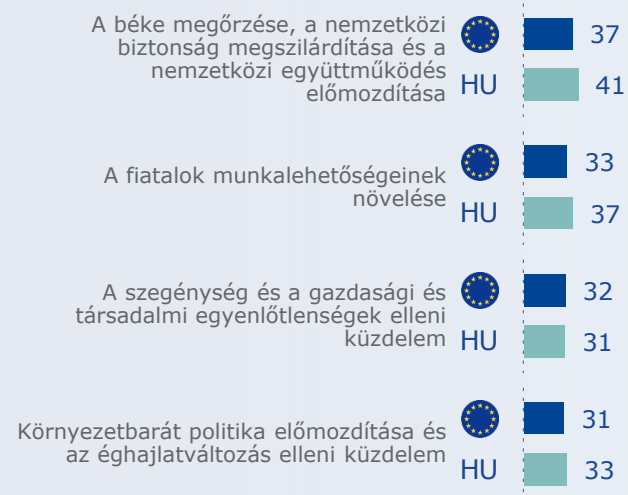 A béke megőrzése, a nemzetközi
biztonság megszilárdítása és a
nemzetközi együttműködés
előmozdítása
37
HU 41
A fiatalok munkalehetőségeinek
növelése
33
HU 37
A szegénység és a gazdasági és
társadalmi egyenlőtlenségek elleni
küzdelem
32
HU 31
Környezetbarát politika előmozdítása és
az éghajlatváltozás elleni küzdelem
31
HU 33